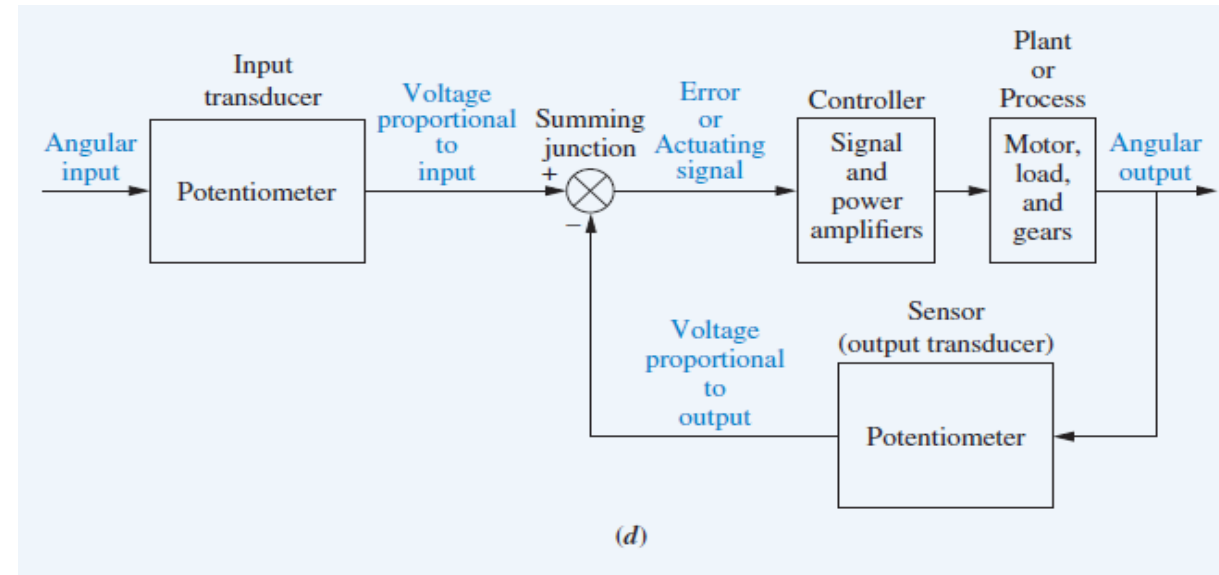 Input
transducer
Angular
input
Potentiometer
Voltage
proportional
to
input
Summing
junction
+
−
Error
or
Actuating
signal
Controller
Signal
and
power
amplifiers
Plant
or
Process
Motor,
load,
and
gears
Angular
output
Sensor
(output transducer)
Potentiometer
Voltage
proportional
to
output
(d)